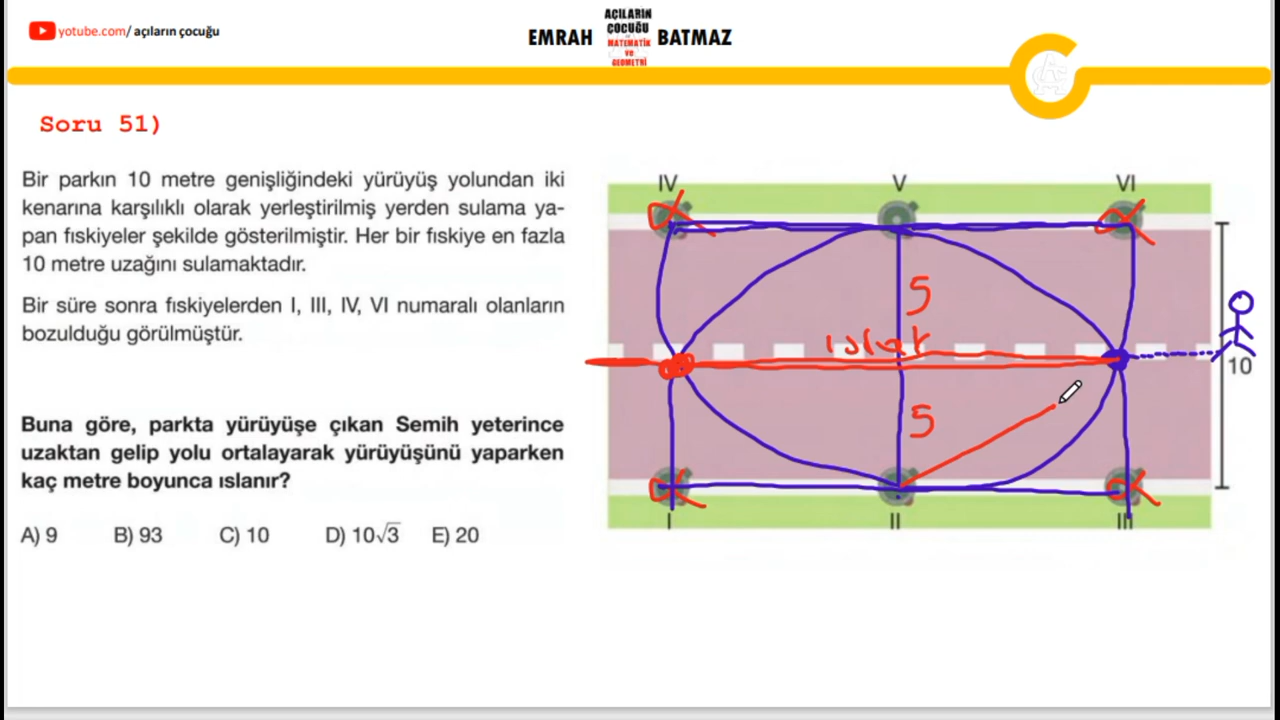 yotube.com/ açıların çocuğu
EMRAH
AÇILARIN
ÇOCUĞU
MATEMATİK
ve
GEOMETRİ
BATMAZ
Soru 51)
Bir parkın 10 metre genişliğindeki yürüyüş yolundan iki
kenarına karşılıklı olarak yerleştirilmiş yerden sulama ya-
pan fıskiyeler şekilde gösterilmiştir. Her bir fıskiye en fazla
10 metre uzağını sulamaktadır.
Bir süre sonra fıskiyelerden I, III, IV, VI numaralı olanların
bozulduğu görülmüştür.
Buna göre, parkta yürüyüşe çıkan Semih yeterince
uzaktan gelip yolu ortalayarak yürüyüşünü yaparken
kaç metre boyunca ıslanır?
A) 9 B) 93 C) 10 D) 10√3 E) 20
IV V VI
5
ıslak
10
5
I II III